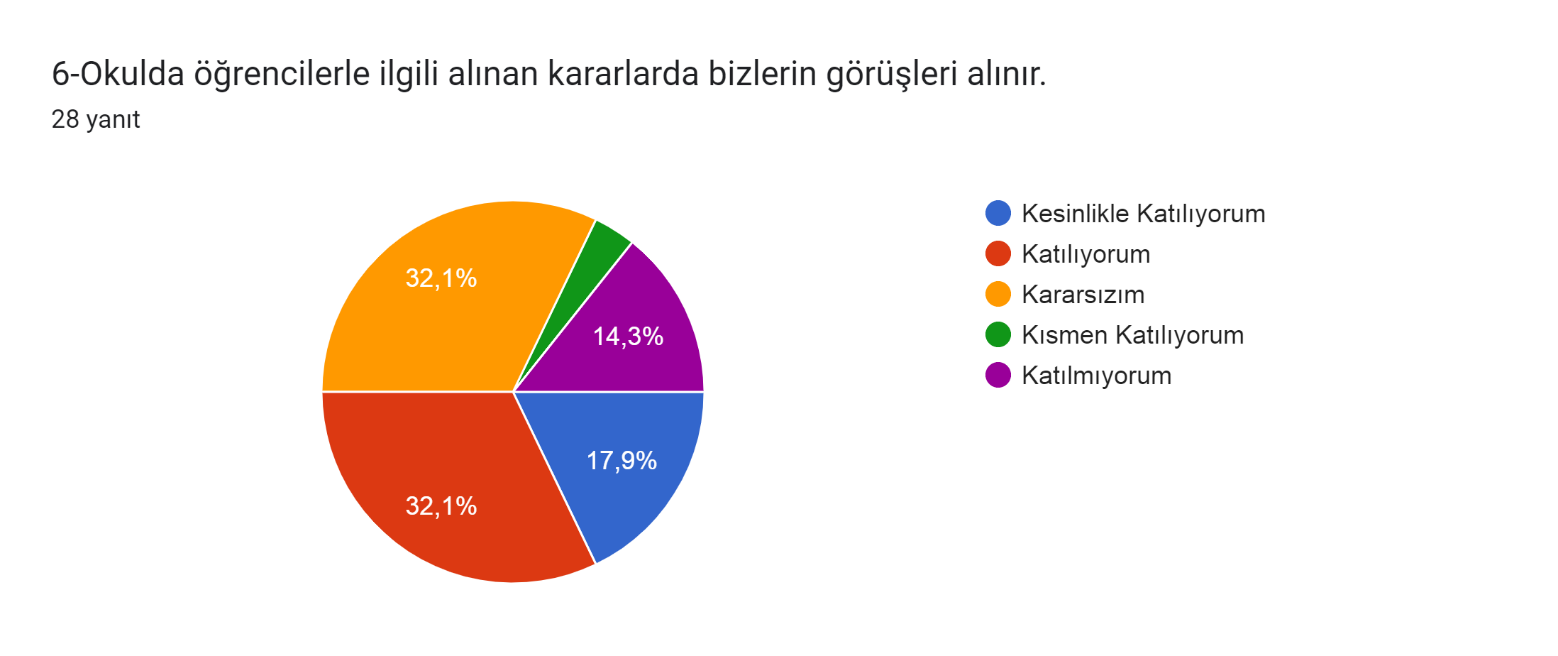 6-Okulda öğrencilerle ilgili alınan kararlarda bizlerin görüşleri alınır.
28 yanıt
Kesinlikle Katılıyorum
Katılıyorum
Kararsızım
Kısmen Katılıyorum
Katılmıyorum
32,1%
14,3%
17,9%
32,1%